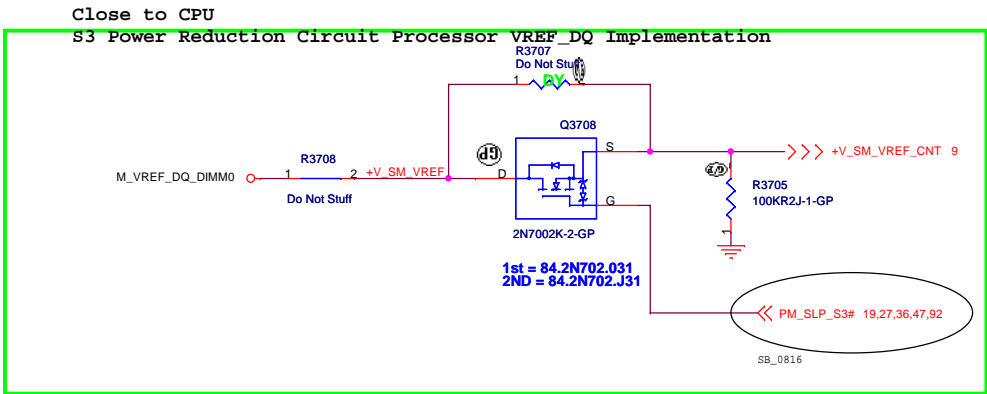 Close to CPU
S3 Power Reduction Circuit Processor VREF_DQ Implementation
R3707
Do Not Stuff
1
DY
2
Q3708
S
+V_SM_VREF_CNT 9
R3708
M_VREF_DQ_DIMM0
1
2
+V_SM_VREF
D
Do Not Stuff
R3705
100KR2J-1-GP
G
1
2N7002K-2-GP
1st = 84.2N702.031
2ND = 84.2N702.J31
PM_SLP_S3# 19,27,36,47,92
SB_0816